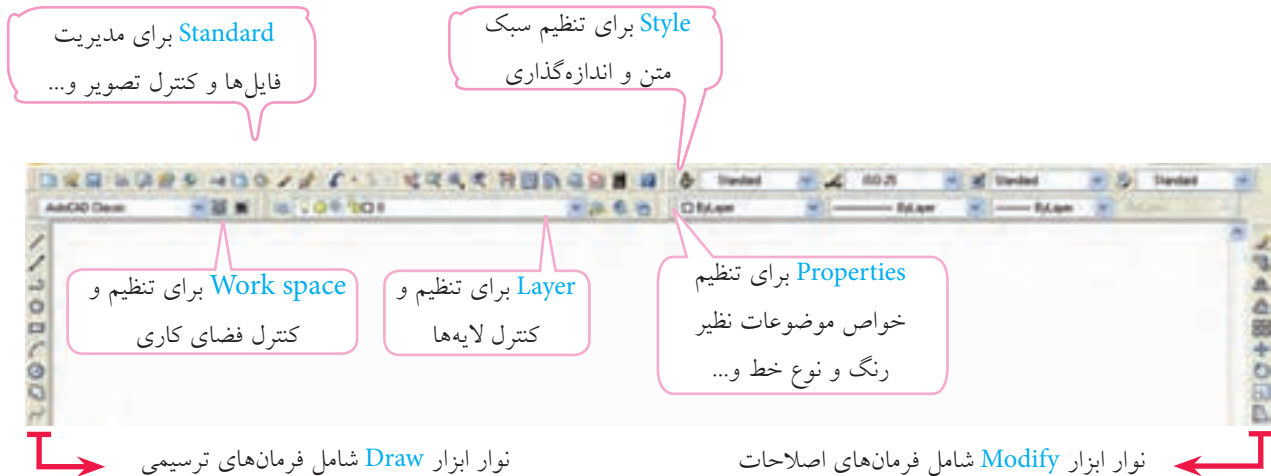 Standard برای مدیریت
فایل‌ها و کنترل تصویر و...
Style برای تنظیم سبک
متن و اندازه‌گذاری
Standard
ISO-25
Standard
Standard
AutoCAD Classic
0
ByLayer
ByLayer
ByLayer
Work space برای تنظیم و
کنترل فضای کاری
Layer برای تنظیم و
کنترل لایه‌ها
Properties برای تنظیم
خواص موضوعات نظیر
رنگ و نوع خط و...
نوار ابزار Draw شامل فرمان‌های ترسیمی
نوار ابزار Modify شامل فرمان‌های اصلاحات